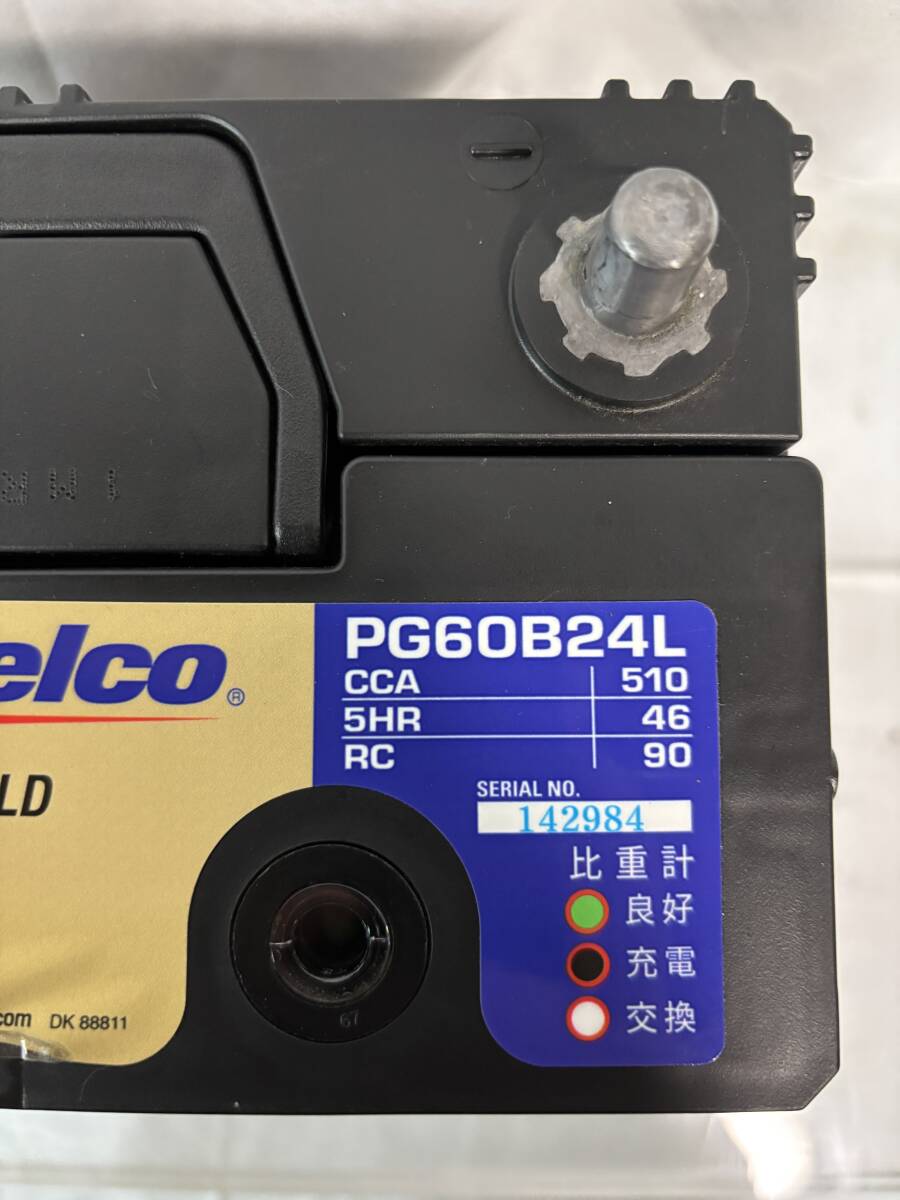 elco®
LD
PG60B24L
CCA 510
5HR 46
RC 90
SERIAL NO.
142984
比重計
良好
充電
交換
.com DK 88811
67